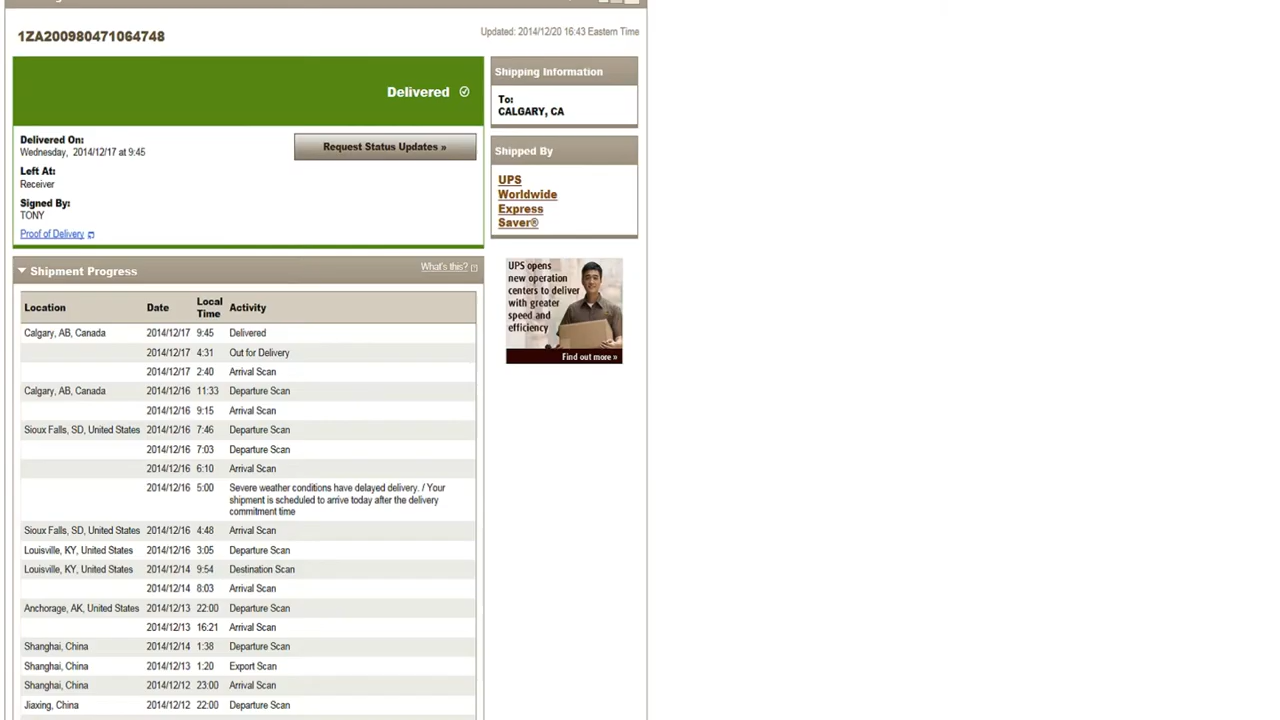 1ZA200980471064748
Updated: 2014/12/20 16:43 Eastern Time
Delivered
Delivered On:
Wednesday, 2014/12/17 at 9:45
Request Status Updates »
Left At:
Receiver
Signed By:
TONY
Proof of Delivery
Shipping Information
To:
CALGARY, CA
Shipped By
UPS
Worldwide
Express
Saver®
UPS opens
new operation
centers to deliver
with greater
speed and
efficiency
Find out more »
Shipment Progress
What's this?
Location Date Local Time Activity
Calgary, AB, Canada 2014/12/17 9:45 Delivered
2014/12/17 4:31 Out for Delivery
2014/12/17 2:40 Arrival Scan
Calgary, AB, Canada 2014/12/16 11:33 Departure Scan
2014/12/16 9:15 Arrival Scan
Sioux Falls, SD, United States 2014/12/16 7:46 Departure Scan
2014/12/16 7:03 Departure Scan
2014/12/16 6:10 Arrival Scan
2014/12/16 5:00 Severe weather conditions have delayed delivery. / Your
shipment is scheduled to arrive today after the delivery
commitment time
Sioux Falls, SD, United States 2014/12/16 4:48 Arrival Scan
Louisville, KY, United States 2014/12/16 3:05 Departure Scan
Louisville, KY, United States 2014/12/14 9:54 Destination Scan
2014/12/14 8:03 Arrival Scan
Anchorage, AK, United States 2014/12/13 22:00 Departure Scan
2014/12/13 16:21 Arrival Scan
Shanghai, China 2014/12/14 1:38 Departure Scan
Shanghai, China 2014/12/13 1:20 Export Scan
Shanghai, China 2014/12/12 23:00 Arrival Scan
Jiaxing, China 2014/12/12 22:00 Departure Scan